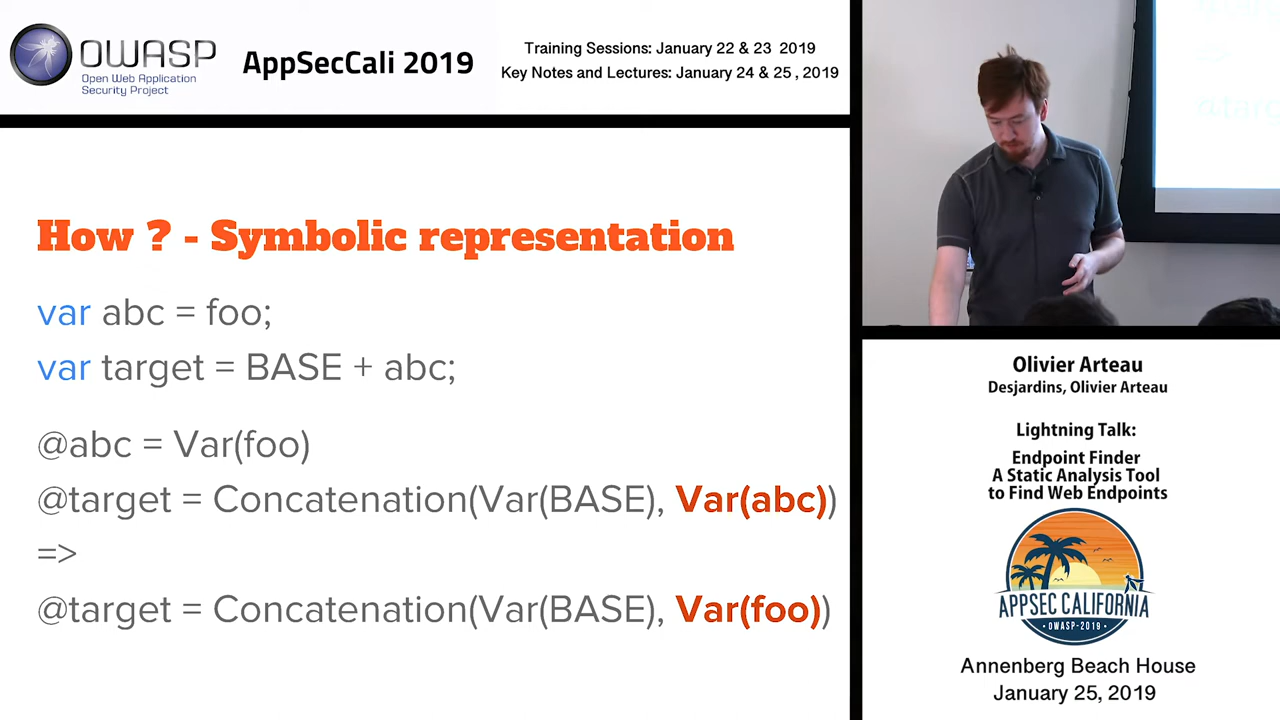 OWASP
Open Web Application
Security Project
AppSecCali 2019
Training Sessions: January 22 & 23 2019
Key Notes and Lectures: January 24 & 25 , 2019
How ? - Symbolic representation
var abc = foo;
var target = BASE + abc;
@abc = Var(foo)
@target = Concatenation(Var(BASE), Var(abc))
=>
@target = Concatenation(Var(BASE), Var(foo))
Olivier Arteau
Desjardins, Olivier Arteau
Lightning Talk:
Endpoint Finder
A Static Analysis Tool
to Find Web Endpoints
APPSEC CALIFORNIA
• OWASP-2019 •
Annenberg Beach House
January 25, 2019